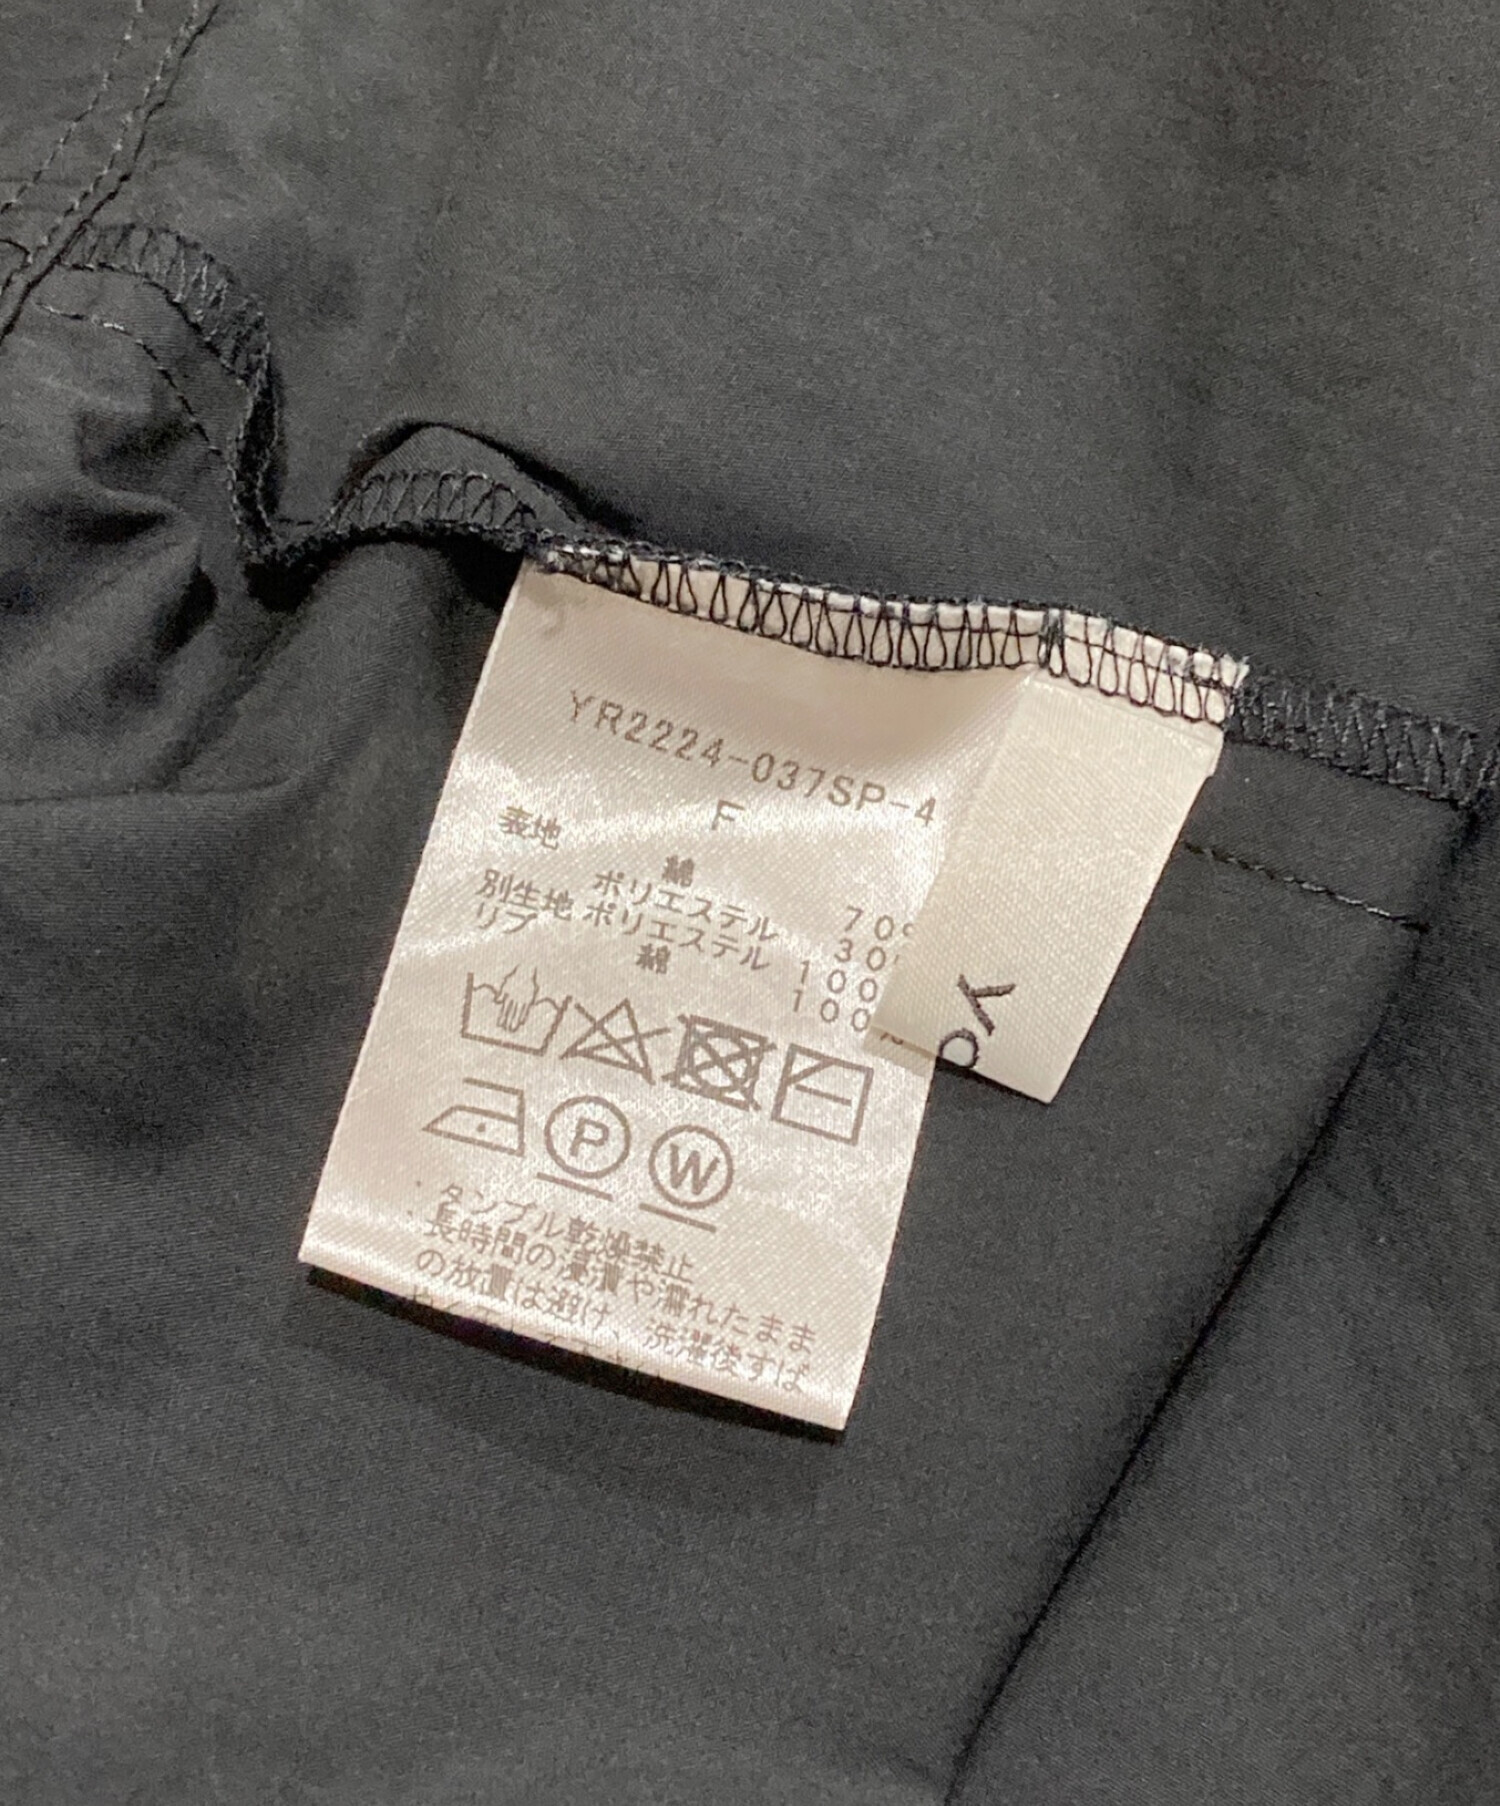 YR2224-037SP-4
F
表地
綿 70
ポリエステル 30
別生地 ポリエステル 100
リブ 綿 100%
P W
・タンブル乾燥禁止
・長時間の浸漬や濡れたまま
の放置は避け、洗濯後すぱ